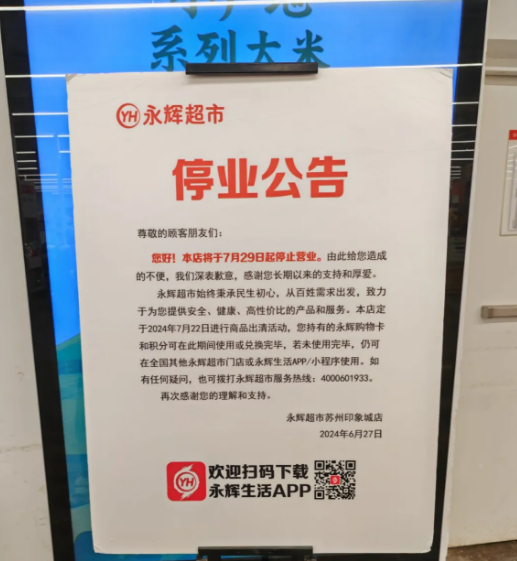 系列大米
永辉超市
停业公告
尊敬的顾客朋友们：
您好！本店将于7月29日起停止营业。由此给您造成
的不便，我们深表歉意，感谢您长期以来的支持和厚爱。
永辉超市始终秉承民生初心，从百姓需求出发，致力
于为您提供安全、健康、高性价比的产品和服务。本店定
于2024年7月22日进行商品出清活动，您持有的永辉购物卡
和积分可在此期间使用或兑换完毕，若未使用完毕，仍可
在全国其他永辉超市门店或永辉生活APP/小程序使用。如
有任何疑问，也可拨打永辉超市服务热线：4000601933。
再次感谢您的理解和支持。
永辉超市苏州印象城店
2024年6月27日
YH
欢迎扫码下载
永辉生活APP